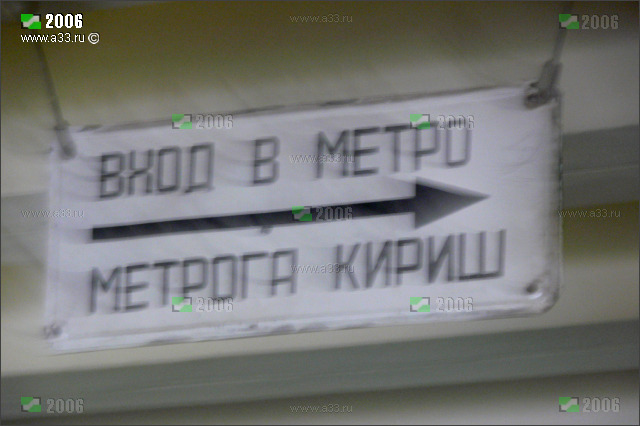 2006
www.a33.ru ©
ВХОД В МЕТРО
МЕТРОГА КИРИШ